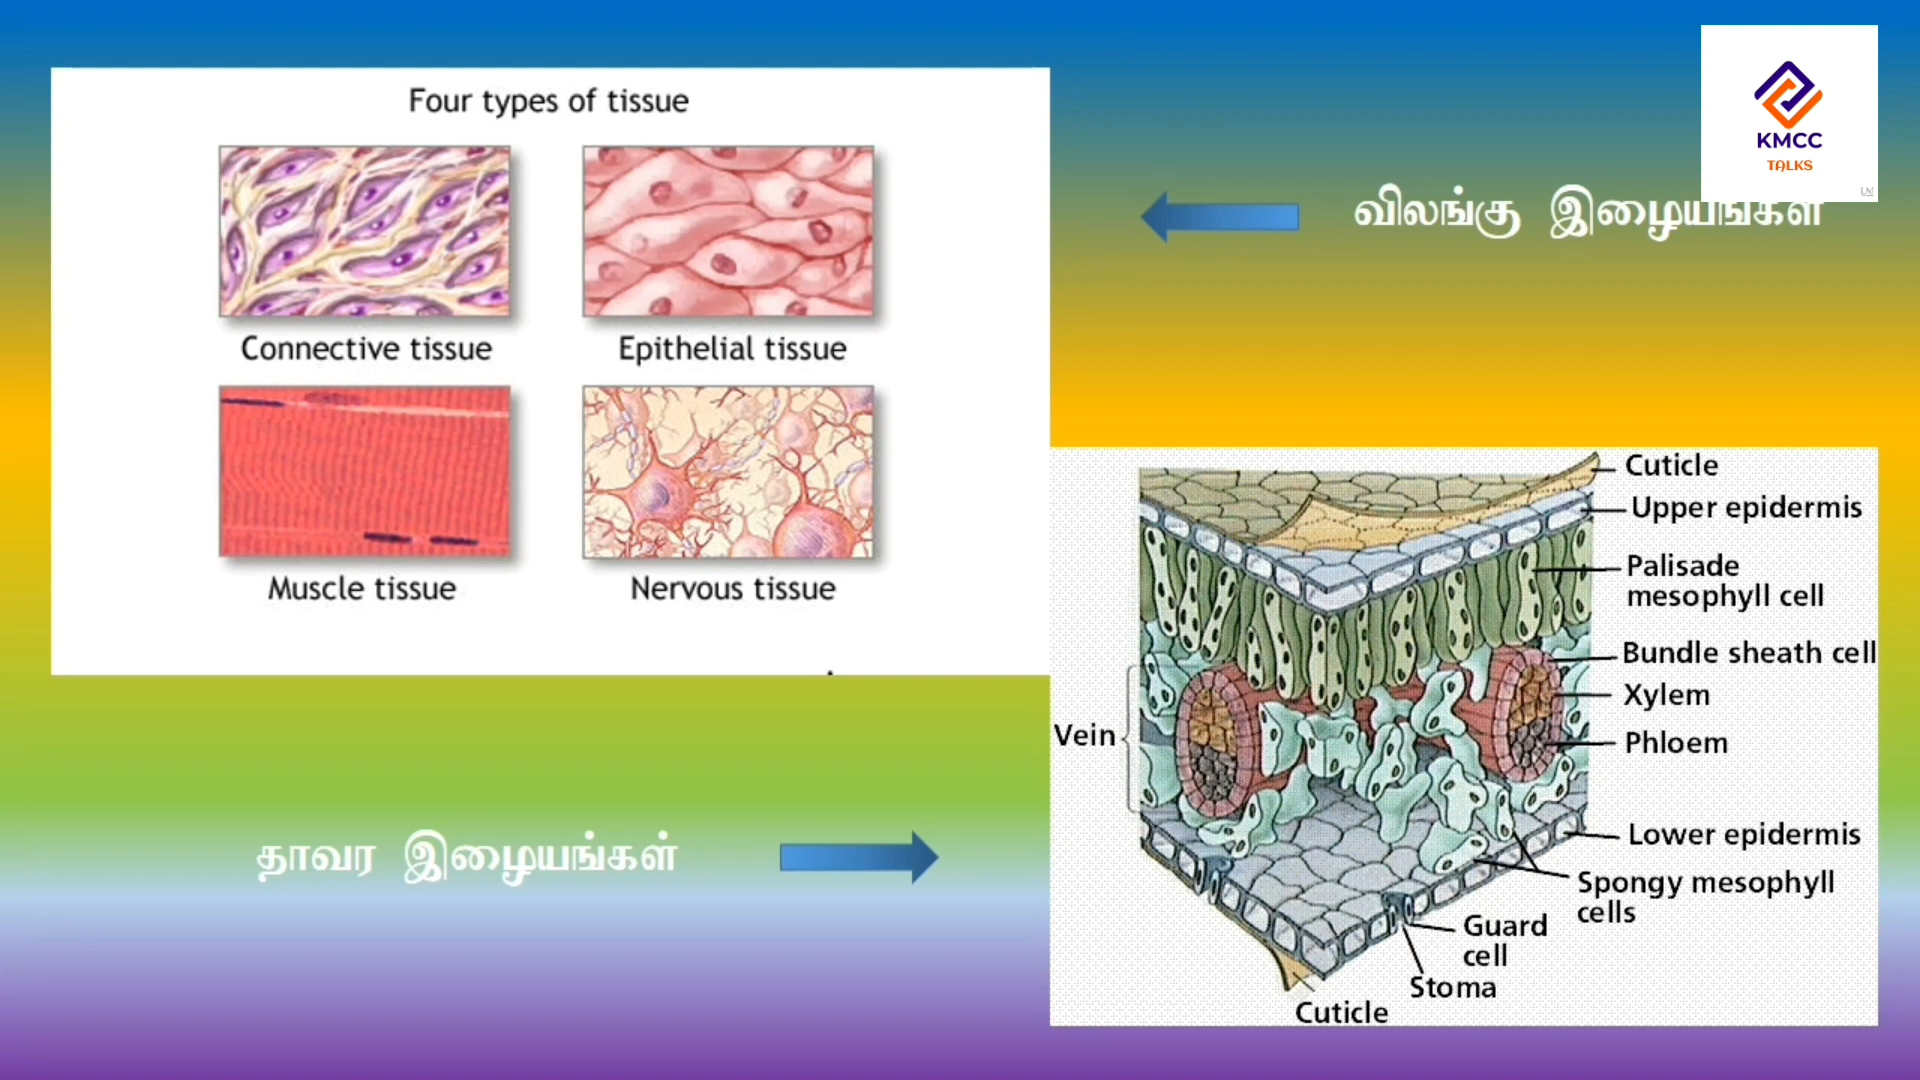 Four types of tissue
Connective tissue
Epithelial tissue
Muscle tissue
Nervous tissue
KMCC
TALKS
LN
விலங்கு இழையங்கள்
தாவர இழையங்கள்
Cuticle
Upper epidermis
Palisade
mesophyll cell
Bundle sheath cell
Xylem
Phloem
Vein
Lower epidermis
Spongy mesophyll
cells
Guard
cell
Stoma
Cuticle